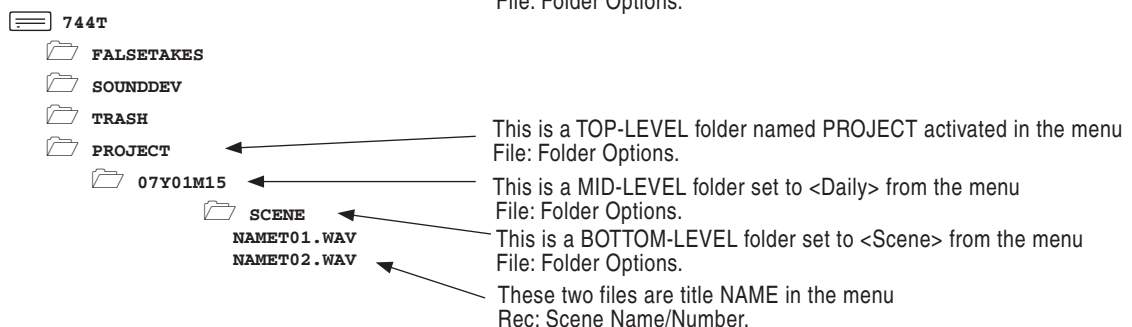 File: Folder Options.
744T
FALSETAKES
SOUNDDEV
TRASH
PROJECT
This is a TOP-LEVEL folder named PROJECT activated in the menu
File: Folder Options.
07Y01M15
This is a MID-LEVEL folder set to <Daily> from the menu
File: Folder Options.
SCENE
NAMET01.WAV
This is a BOTTOM-LEVEL folder set to <Scene> from the menu
NAMET02.WAV
File: Folder Options.
These two files are title NAME in the menu
Rec: Scene Name/Number.